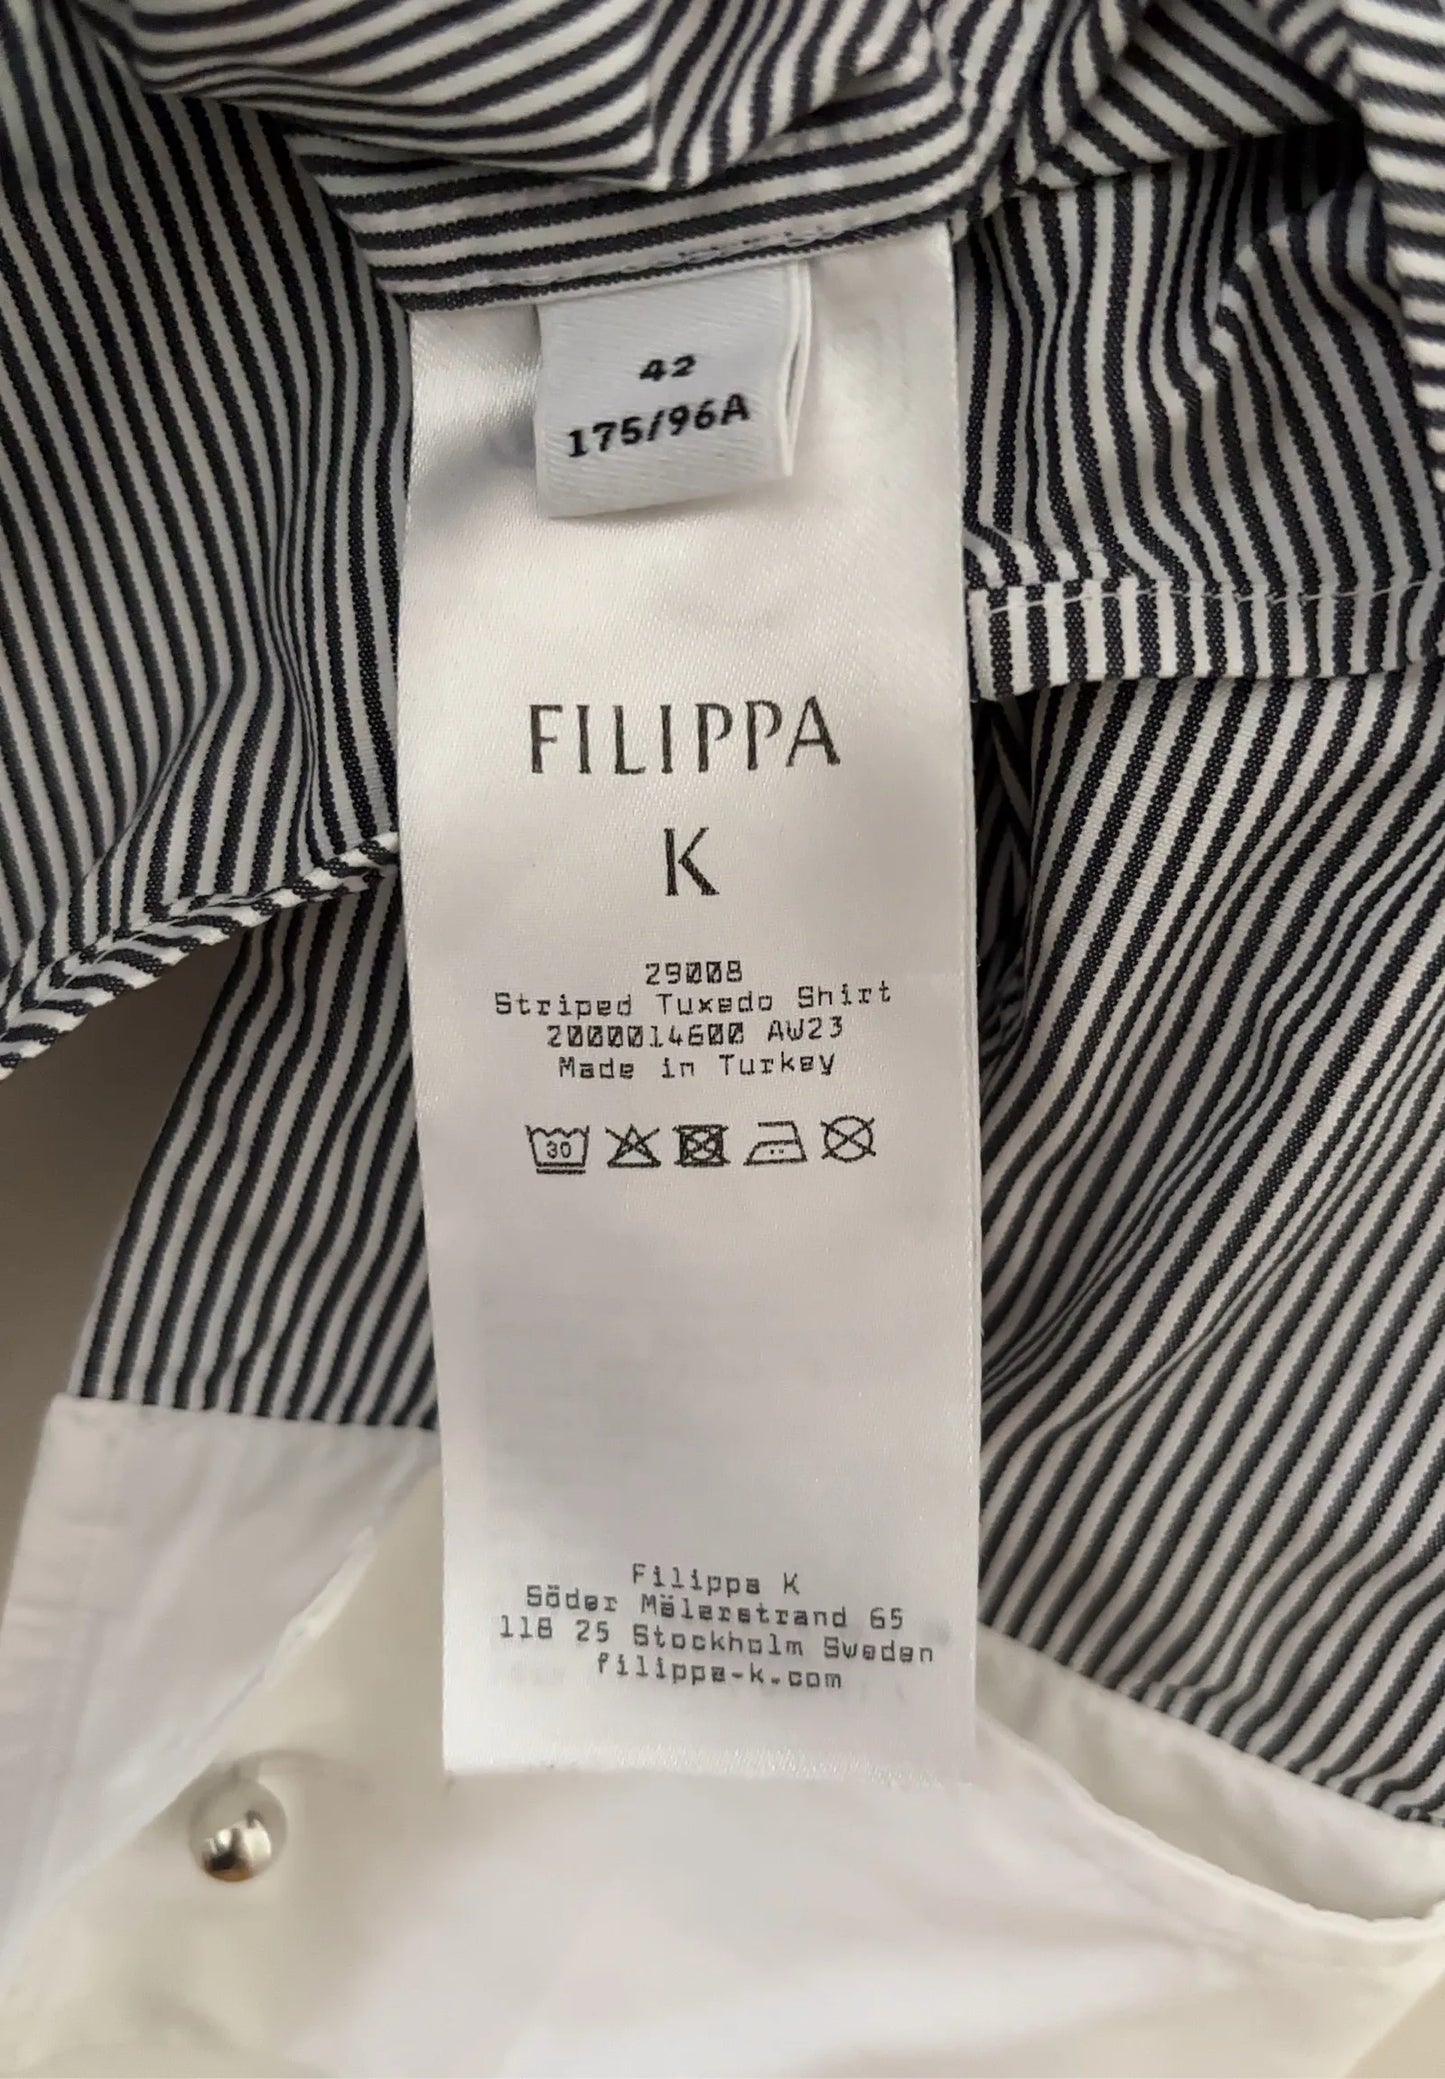 42
175/96A
FILIPPA
K
29008
Striped Tuxedo Shirt
2000014600 AW23
Made in Turkey
30
Filippa K
Söder Mälarstrand 65
118 25 Stockholm Sweden
filippa-k.com